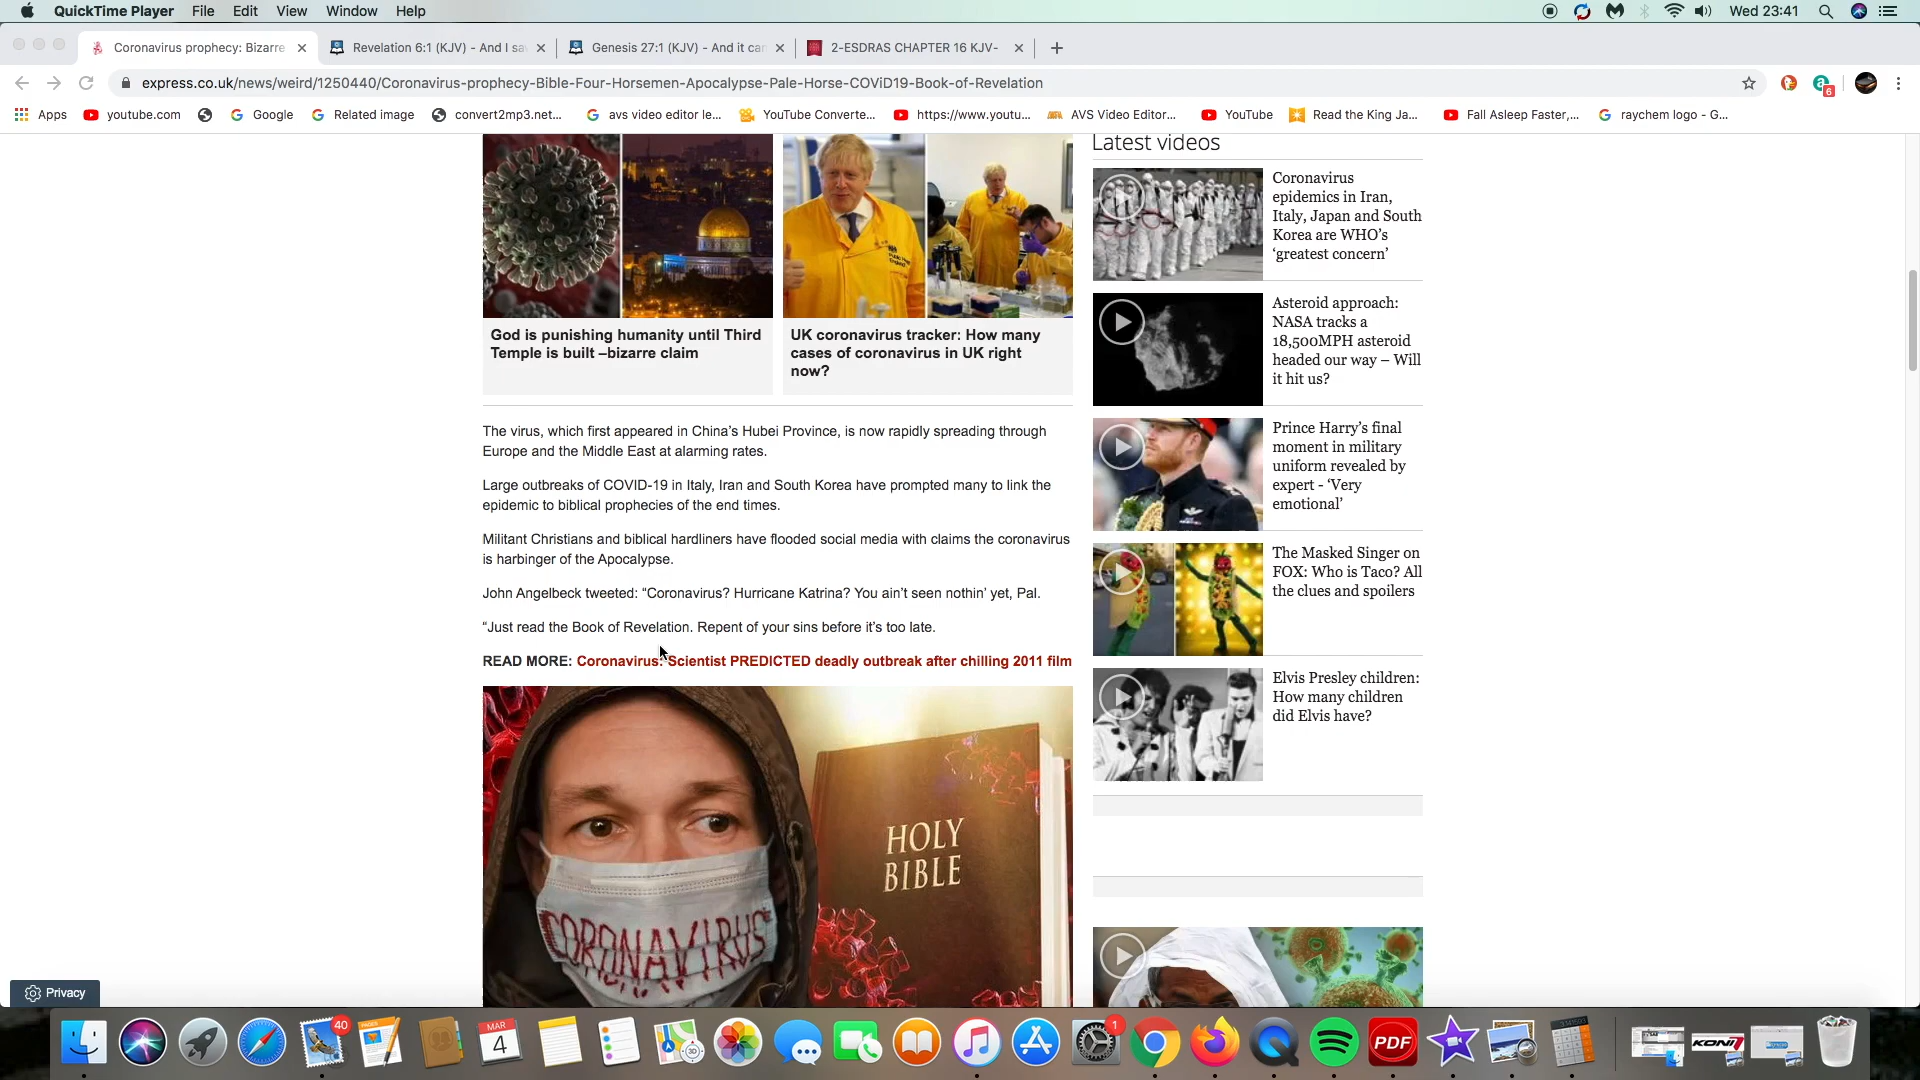 QuickTime Player File Edit View Window Help Wed 23:41
Coronavirus prophecy: Bizarre
Revelation 6:1 (KJV) - And I sa
Genesis 27:1 (KJV) - And it cam
2-ESDRAS CHAPTER 16 KJV-
express.co.uk/news/weird/1250440/Coronavirus-prophecy-Bible-Four-Horsemen-Apocalypse-Pale-Horse-COViD19-Book-of-Revelation
6
Apps youtube.com Google Related image convert2mp3.net... avs video editor le... YouTube Converte... https://www.youtu... AVS Video Editor... YouTube Read the King Ja... Fall Asleep Faster,... raychem logo - G...
God is punishing humanity until Third
Temple is built –bizarre claim
UK coronavirus tracker: How many
cases of coronavirus in UK right
now?
The virus, which first appeared in China’s Hubei Province, is now rapidly spreading through
Europe and the Middle East at alarming rates.
Large outbreaks of COVID-19 in Italy, Iran and South Korea have prompted many to link the
epidemic to biblical prophecies of the end times.
Militant Christians and biblical hardliners have flooded social media with claims the coronavirus
is harbinger of the Apocalypse.
John Angelbeck tweeted: “Coronavirus? Hurricane Katrina? You ain’t seen nothin’ yet, Pal.
“Just read the Book of Revelation. Repent of your sins before it’s too late.
READ MORE: Coronavirus: Scientist PREDICTED deadly outbreak after chilling 2011 film
CORONAVIRUS
HOLY
BIBLE
Latest videos
Coronavirus
epidemics in Iran,
Italy, Japan and South
Korea are WHO’s
‘greatest concern’
Asteroid approach:
NASA tracks a
18,500MPH asteroid
headed our way – Will
it hit us?
Prince Harry’s final
moment in military
uniform revealed by
expert - ‘Very
emotional’
The Masked Singer on
FOX: Who is Taco? All
the clues and spoilers
Elvis Presley children:
How many children
did Elvis have?
Privacy
40
PAGES
MAR
4
3D
1
PDF
KONI